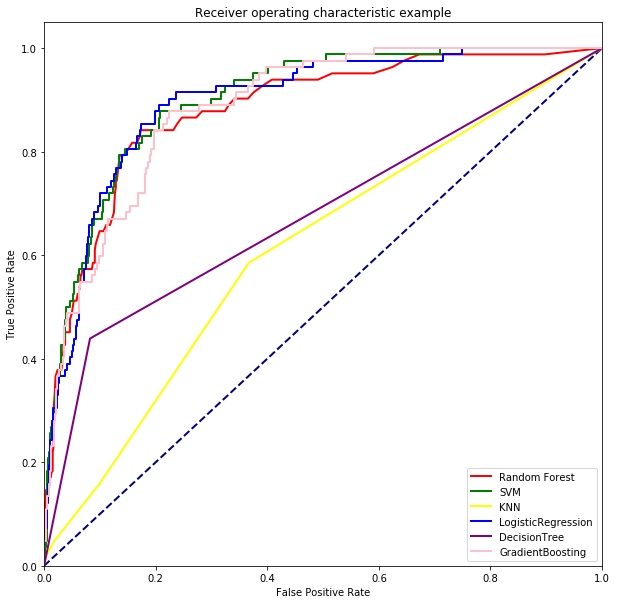 Receiver operating characteristic example
1.0
0.8
0.6
0.4
0.2
0.0
True Positive Rate
0.0 0.2 0.4 0.6 0.8 1.0
False Positive Rate
Random Forest
SVM
KNN
LogisticRegression
DecisionTree
GradientBoosting